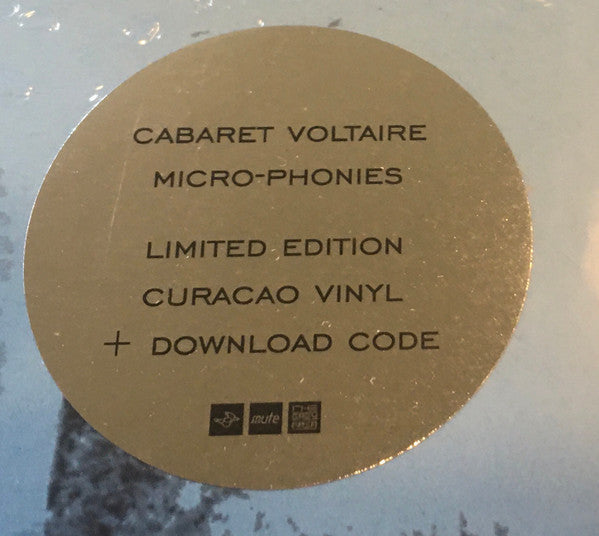 CABARET VOLTAIRE
MICRO-PHONIES
LIMITED EDITION
CURACAO VINYL
+ DOWNLOAD CODE
mute